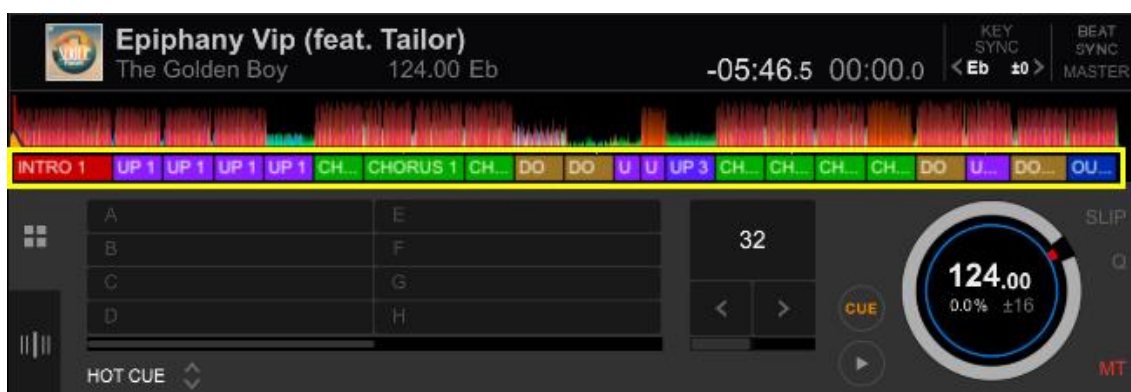 Epiphany Vip (feat. Tailor)
The Golden Boy 124.00 Eb
-05:46.5 00:00.0
KEY SYNC
< Eb ±0 >
BEAT SYNC
MASTER
INTRO 1 UP 1 UP 1 UP 1 UP 1 CH... CHORUS 1 CH... DO DO U U UP 3 CH... CH... CH... CH... DO U... DO... OU...
A E
B F
C G
D H
32
< >
CUE
124.00
0.0% ±16
SLIP
Q
MT
HOT CUE